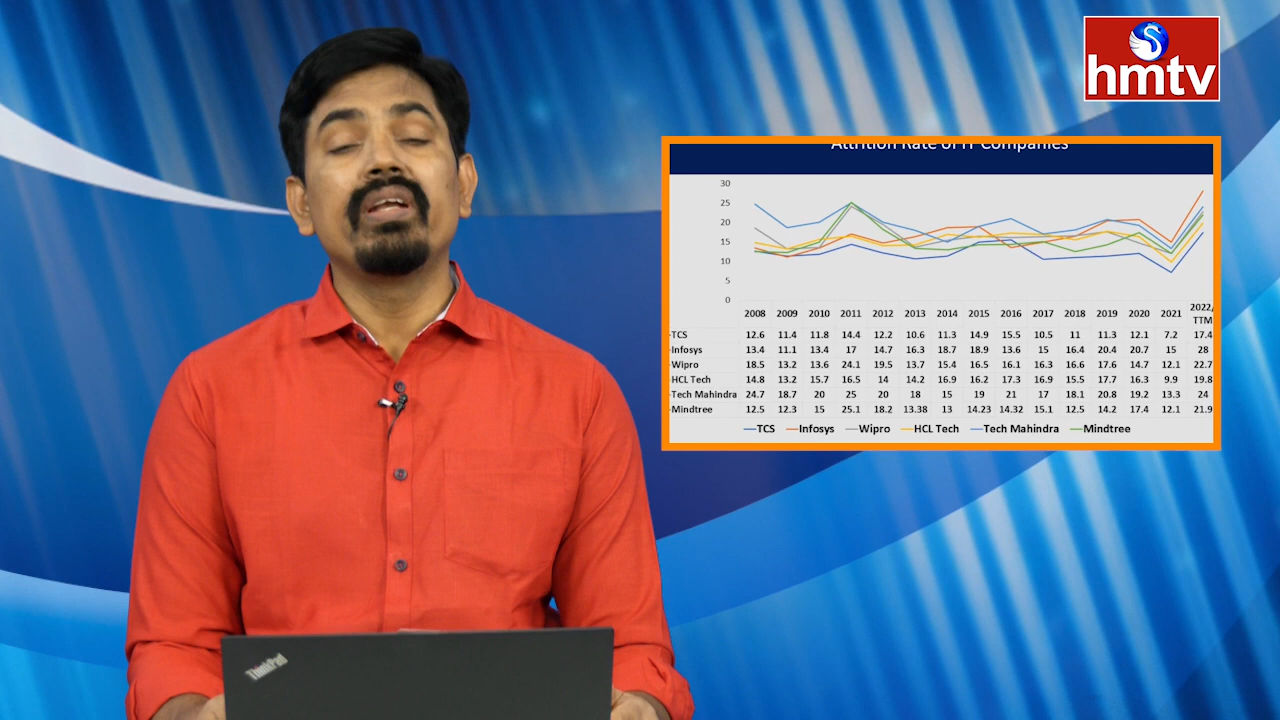 hmtv
Attrition Rate of IT Companies
30
25
20
15
10
5
0
2008 2009 2010 2011 2012 2013 2014 2015 2016 2017 2018 2019 2020 2021 2022/
TTM
TCS 12.6 11.4 11.8 14.4 12.2 10.6 11.3 14.9 15.5 10.5 11 11.3 12.1 7.2 17.4
Infosys 13.4 11.1 13.4 17 14.7 16.3 18.7 18.9 13.6 15 16.4 20.4 20.7 15 28
Wipro 18.5 13.2 13.6 24.1 19.5 13.7 15.4 16.5 16.1 16.3 16.6 17.6 14.7 12.1 22.7
HCL Tech 14.8 13.2 15.7 16.5 14 14.2 16.9 16.2 17.3 16.9 15.5 17.7 16.3 9.9 19.8
Tech Mahindra 24.7 18.7 20 25 20 18 15 19 21 17 18.1 20.8 19.2 13.3 24
Mindtree 12.5 12.3 15 25.1 18.2 13.38 13 14.23 14.32 15.1 12.5 14.2 17.4 12.1 21.9
TCS Infosys Wipro HCL Tech Tech Mahindra Mindtree
ThinkPad